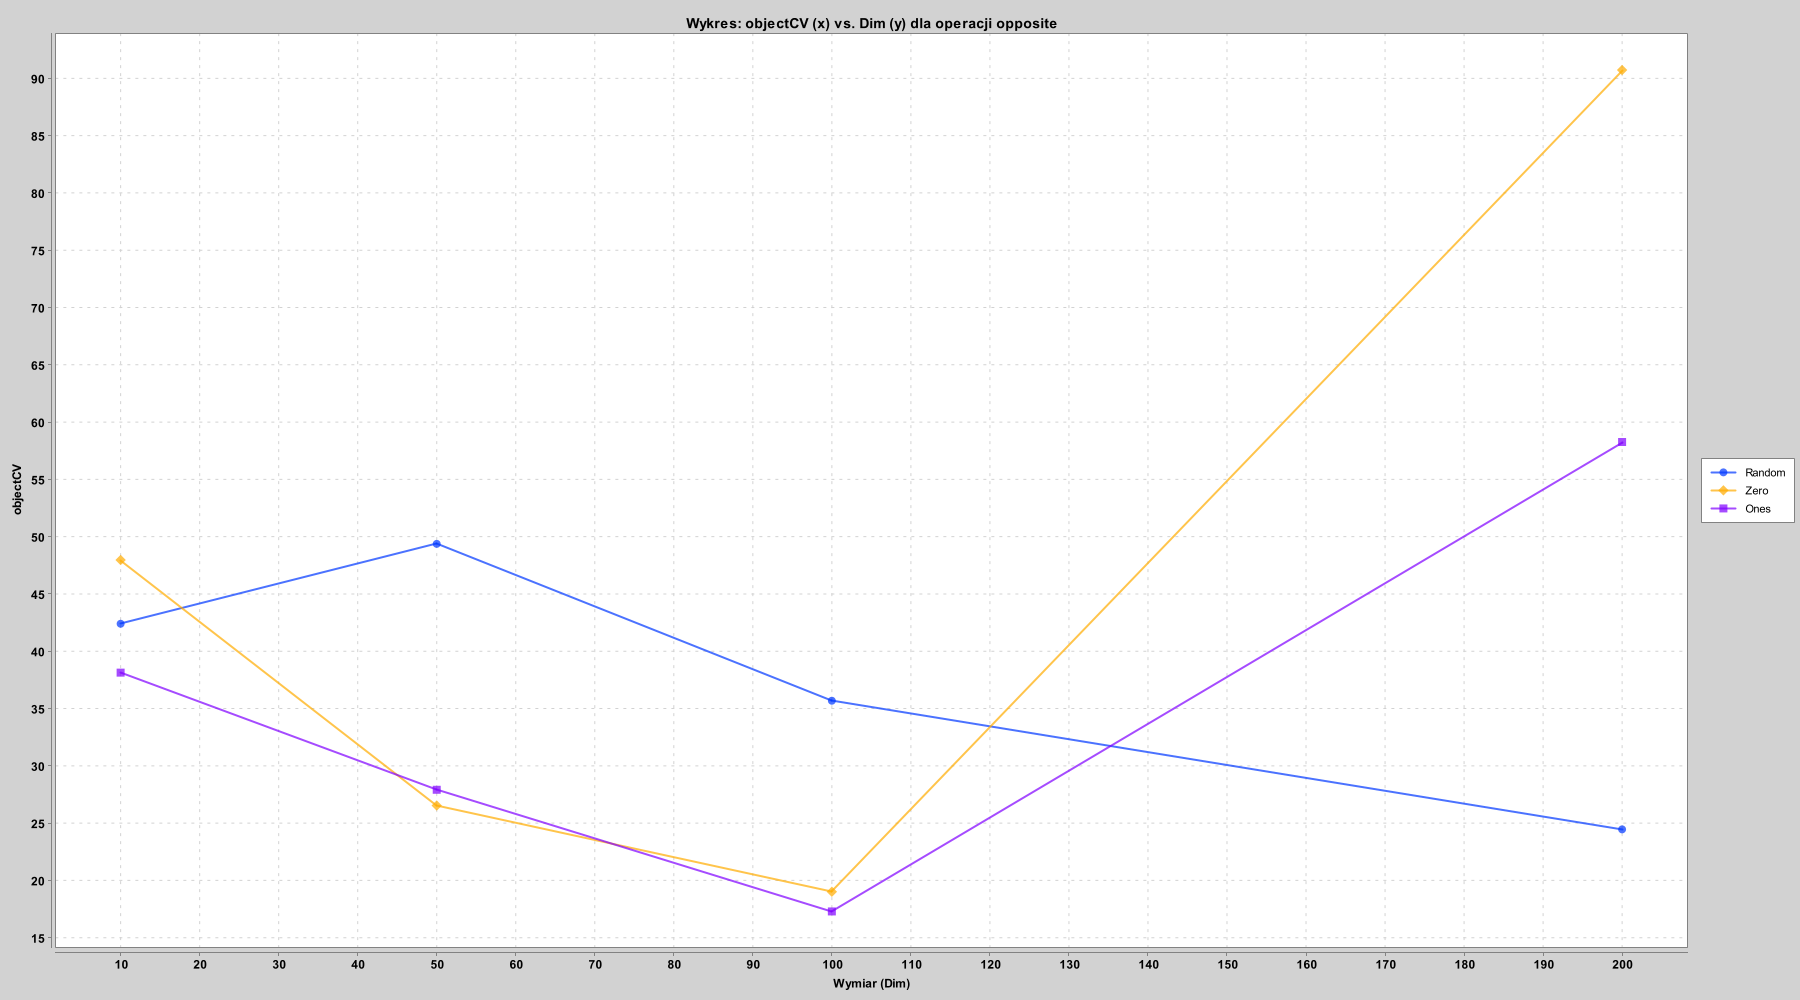 Wykres: objectCV (x) vs. Dim (y) dla operacji opposite
objectCV
90
85
80
75
70
65
60
55
50
45
40
35
30
25
20
15
10 20 30 40 50 60 70 80 90 100 110 120 130 140 150 160 170 180 190 200
Wymiar (Dim)
Random
Zero
Ones